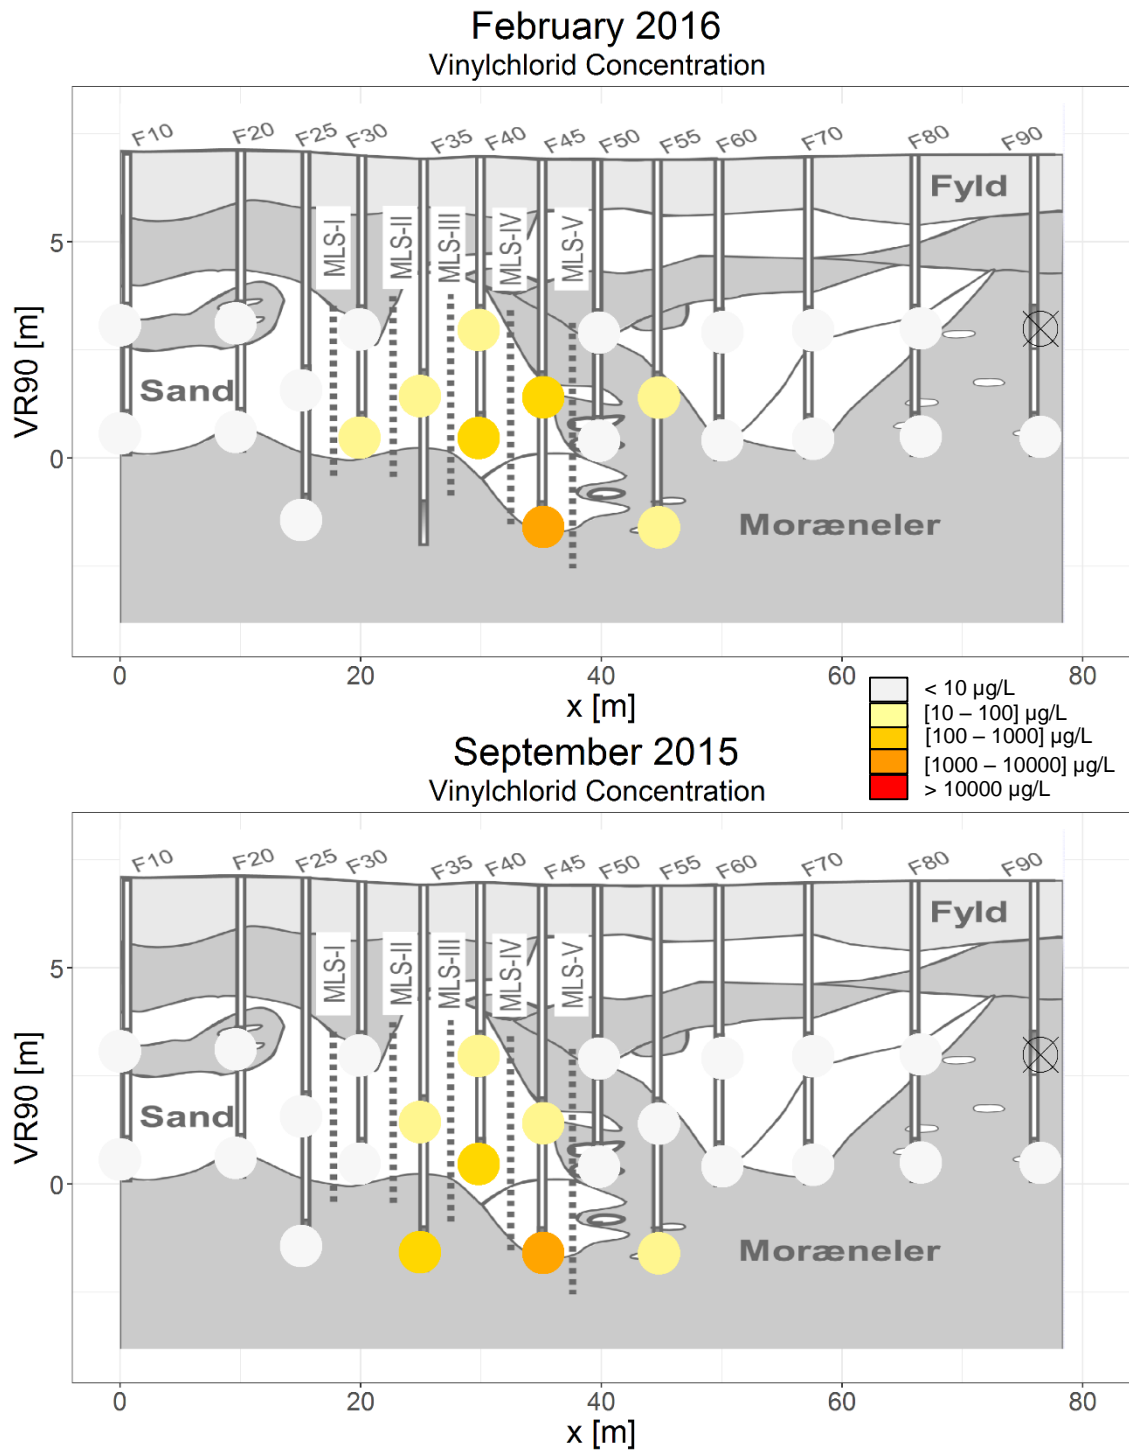 February 2016
Vinylchlorid Concentration
F10 F20 F25 F30 F35 F40 F45 F50 F55 F60 F70 F80 F90
Fyld
MLS-I MLS-II MLS-III MLS-IV MLS-V
5
Sand
VR90 [m]
0
Moræneler
0 20 40 60 80
x [m]
< 10 µg/L
[10 – 100] µg/L
[100 – 1000] µg/L
[1000 – 10000] µg/L
> 10000 µg/L
September 2015
Vinylchlorid Concentration
F10 F20 F25 F30 F35 F40 F45 F50 F55 F60 F70 F80 F90
Fyld
MLS-I MLS-II MLS-III MLS-IV MLS-V
5
Sand
VR90 [m]
0
Moræneler
0 20 40 60 80
x [m]